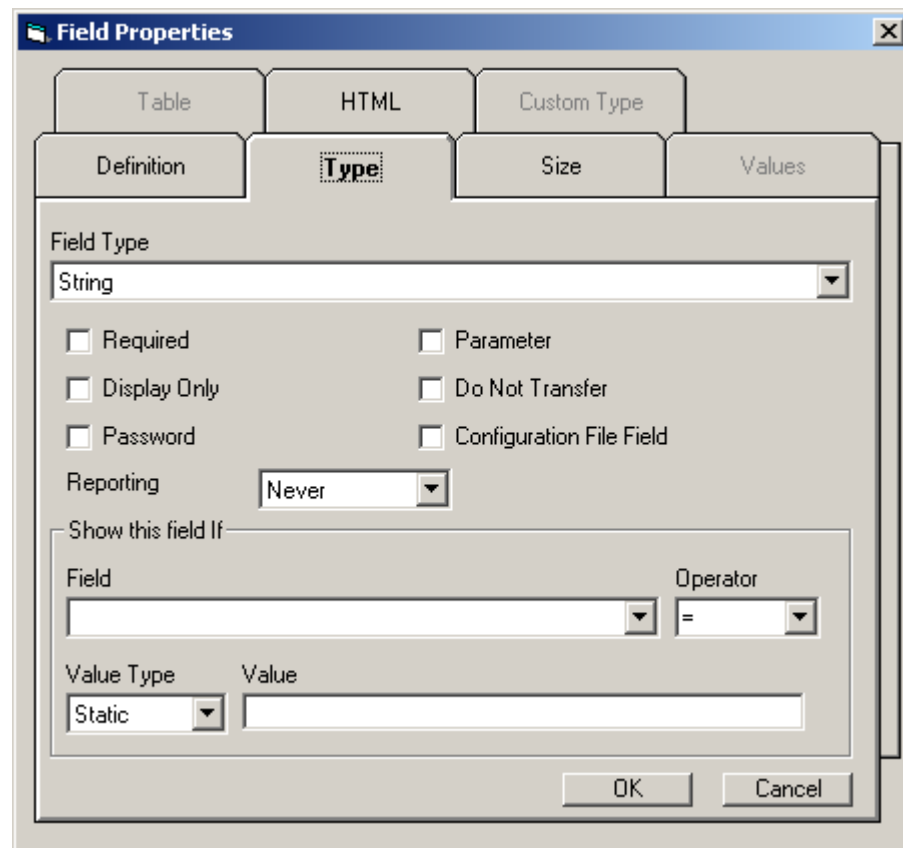 Field Properties
Table HTML Custom Type
Definition Type Size Values
Field Type
String
Required Parameter
Display Only Do Not Transfer
Password Configuration File Field
Reporting Never
Show this field If
Field Operator
=
Value Type Value
Static
OK Cancel